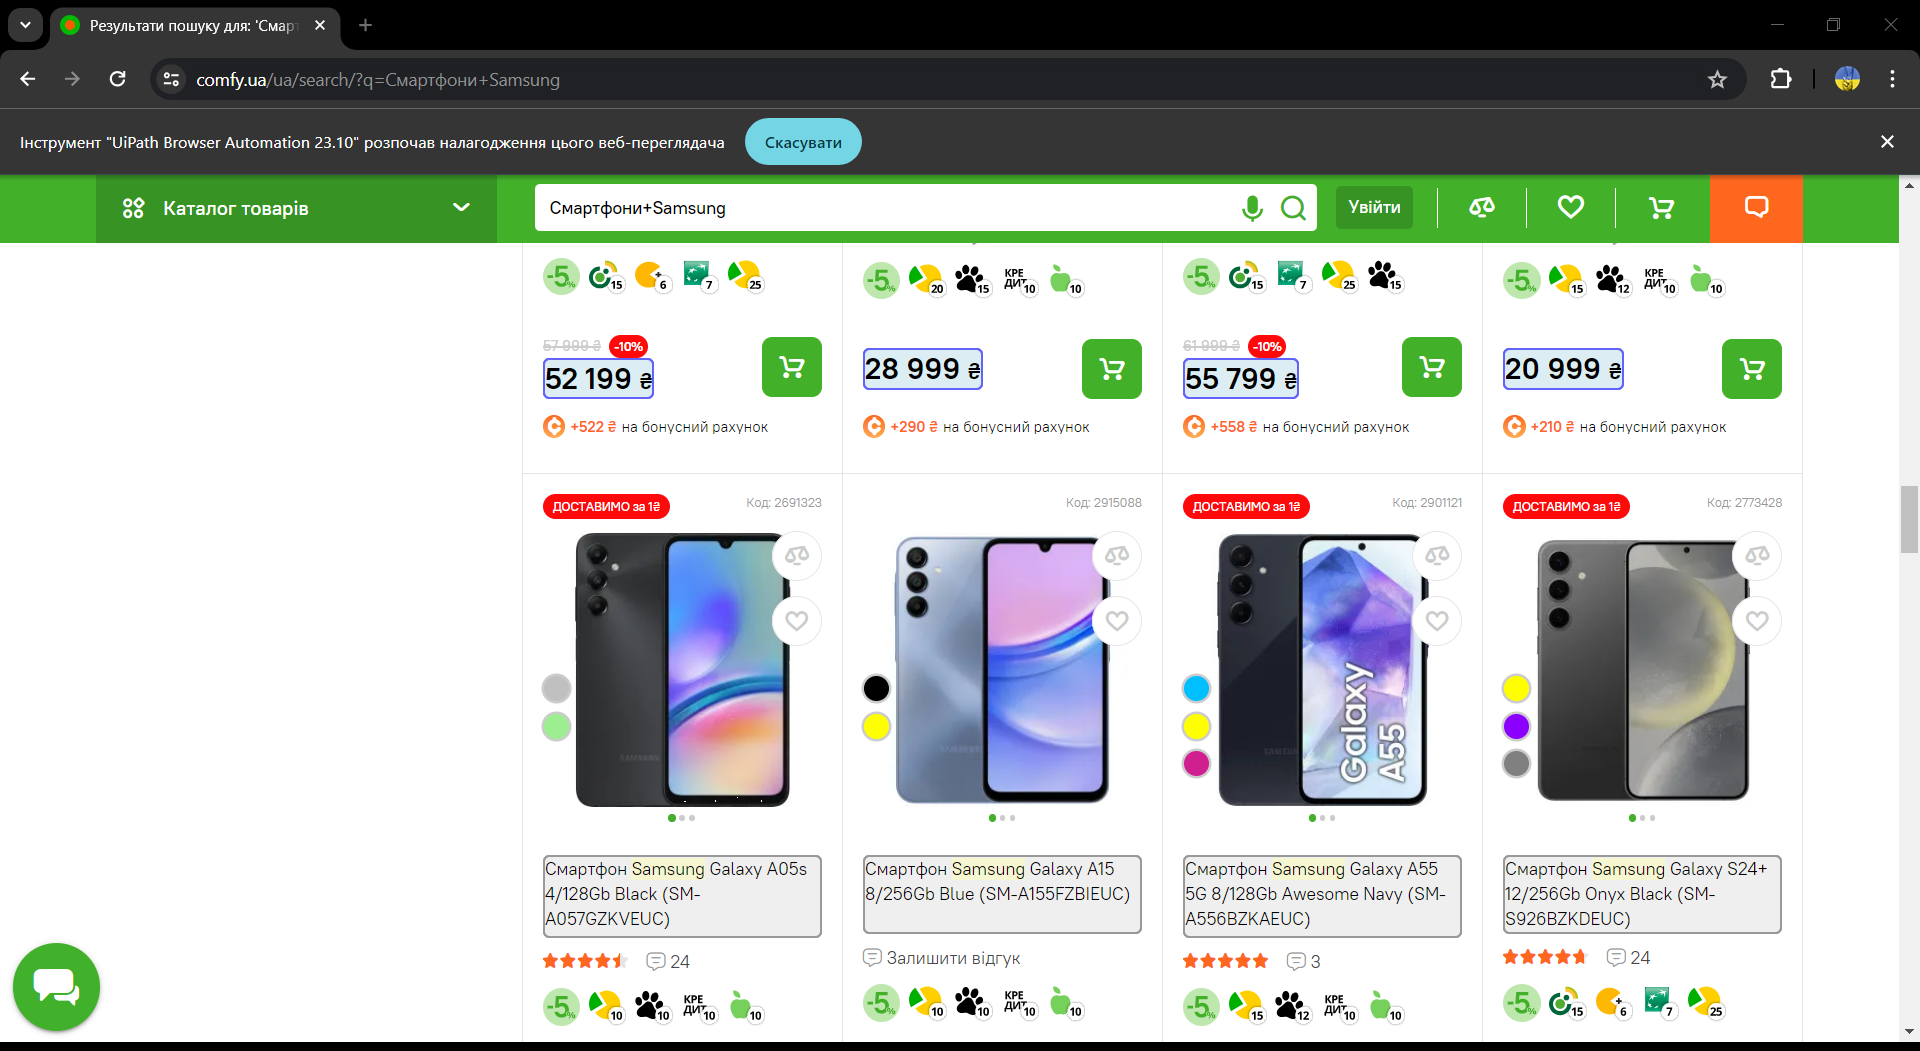 Результати пошуку для: 'Смарт
comfy.ua/ua/search/?q=Смартфони+Samsung
Інструмент "UiPath Browser Automation 23.10" розпочав налагодження цього веб-переглядача
Скасувати
Каталог товарів
Смартфони+Samsung
Увійти
-5% 15 6 7 25
-5% 20 15 КРЕДИТ 10 10
-5% 15 7 25 15
-5% 15 12 КРЕДИТ 10 10
57 999 ₴ -10%
52 199 ₴
28 999 ₴
61 999 ₴ -10%
55 799 ₴
20 999 ₴
+522 ₴ на бонусний рахунок
+290 ₴ на бонусний рахунок
+558 ₴ на бонусний рахунок
+210 ₴ на бонусний рахунок
ДОСТАВИМО за 1₴
Код: 2691323
Код: 2915088
ДОСТАВИМО за 1₴
Код: 2901121
ДОСТАВИМО за 1₴
Код: 2773428
SAMSUNG
Galaxy
A55
Смартфон Samsung Galaxy A05s
4/128Gb Black (SM-
A057GZKVEUC)
Смартфон Samsung Galaxy A15
8/256Gb Blue (SM-A155FZBIEUC)
Смартфон Samsung Galaxy A55
5G 8/128Gb Awesome Navy (SM-
A556BZKAEUC)
Смартфон Samsung Galaxy S24+
12/256Gb Onyx Black (SM-
S926BZKDEUC)
24
Залишити відгук
3
24
-5% 10 10 КРЕДИТ 10 10
-5% 10 10 КРЕДИТ 10 10
-5% 15 12 КРЕДИТ 10 10
-5% 15 6 7 25